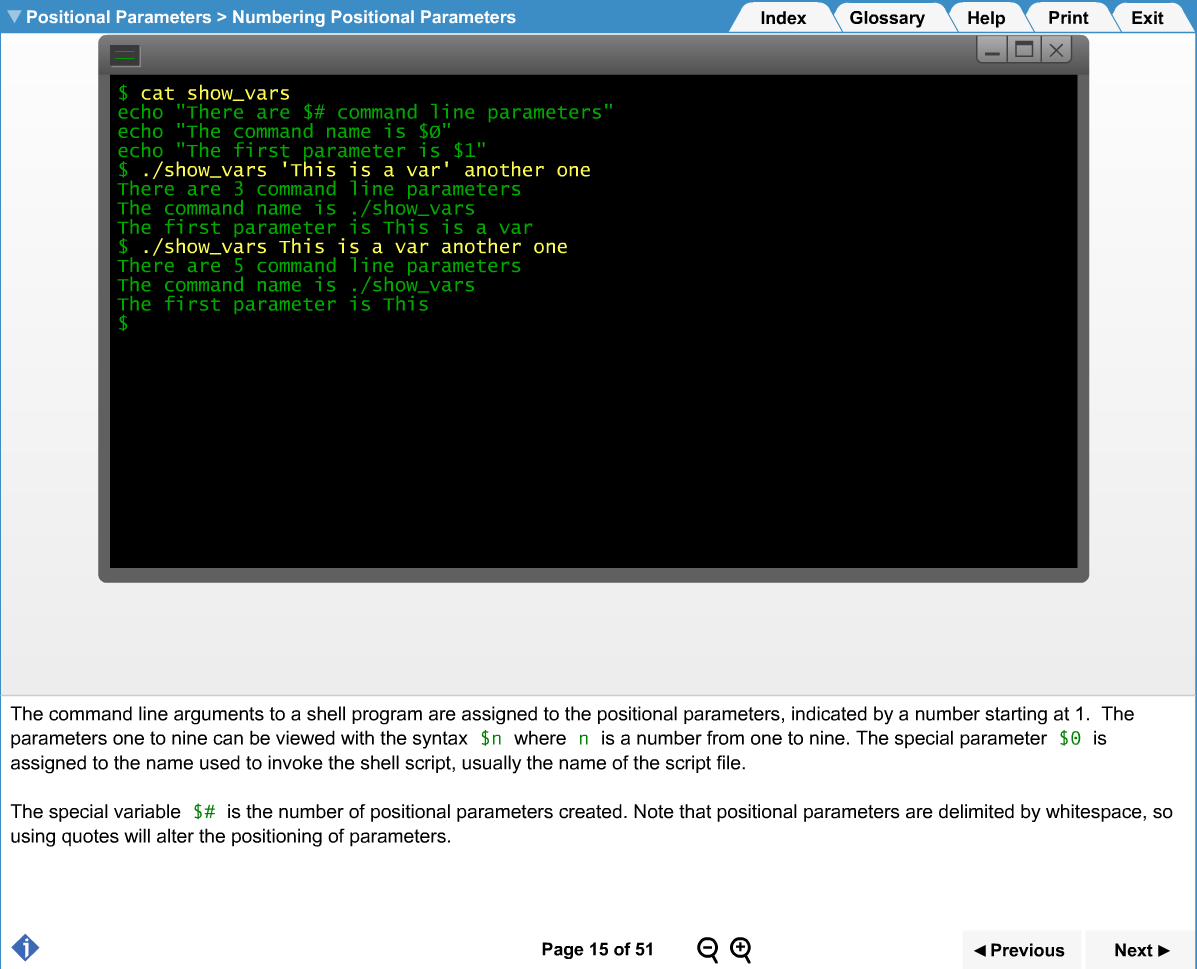 Positional Parameters > Numbering Positional Parameters
Index
Glossary
Help
Print
Exit
$ cat show_vars
echo "There are $# command line parameters"
echo "The command name is $0"
echo "The first parameter is $1"
$ ./show_vars 'This is a var' another one
There are 3 command line parameters
The command name is ./show_vars
The first parameter is This is a var
$ ./show_vars This is a var another one
There are 5 command line parameters
The command name is ./show_vars
The first parameter is This
$
The command line arguments to a shell program are assigned to the positional parameters, indicated by a number starting at 1. The
parameters one to nine can be viewed with the syntax $n where n is a number from one to nine. The special parameter $0 is
assigned to the name used to invoke the shell script, usually the name of the script file.
The special variable $# is the number of positional parameters created. Note that positional parameters are delimited by whitespace, so
using quotes will alter the positioning of parameters.
i
Page 15 of 51
Previous
Next